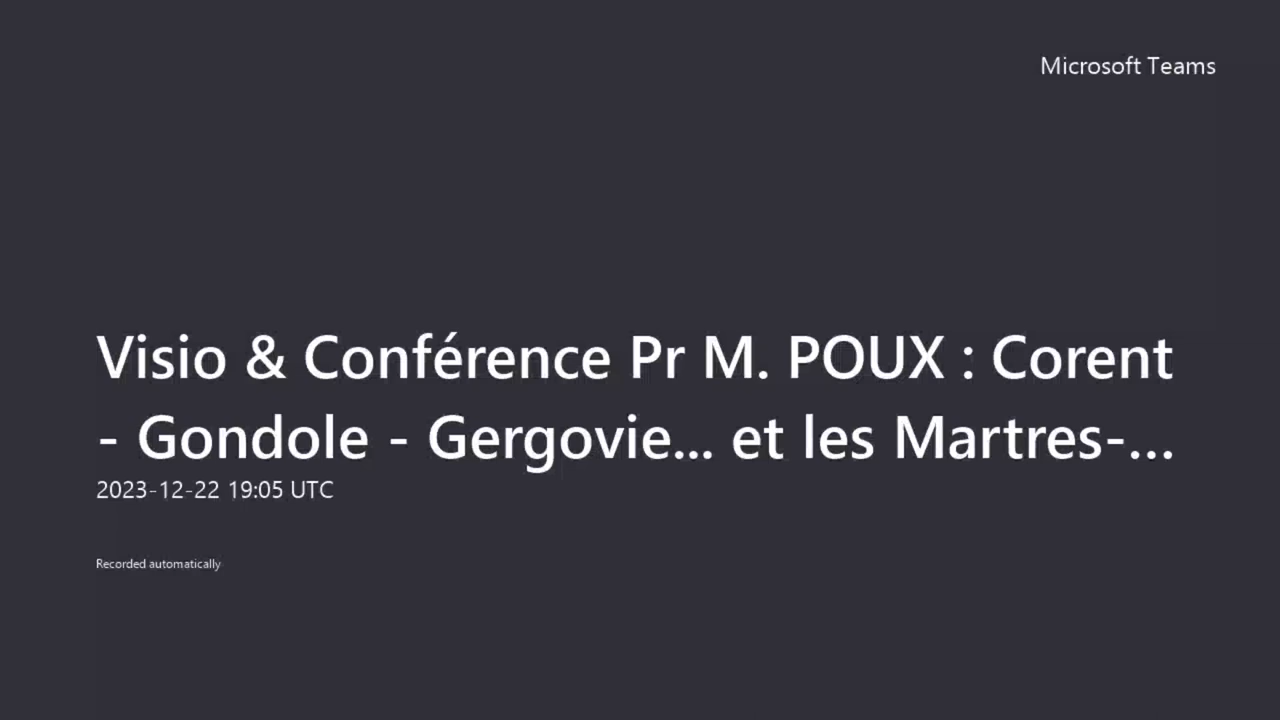 Microsoft Teams
Visio & Conférence Pr M. POUX : Corent
- Gondole - Gergovie... et les Martres-...
2023-12-22 19:05 UTC
Recorded automatically